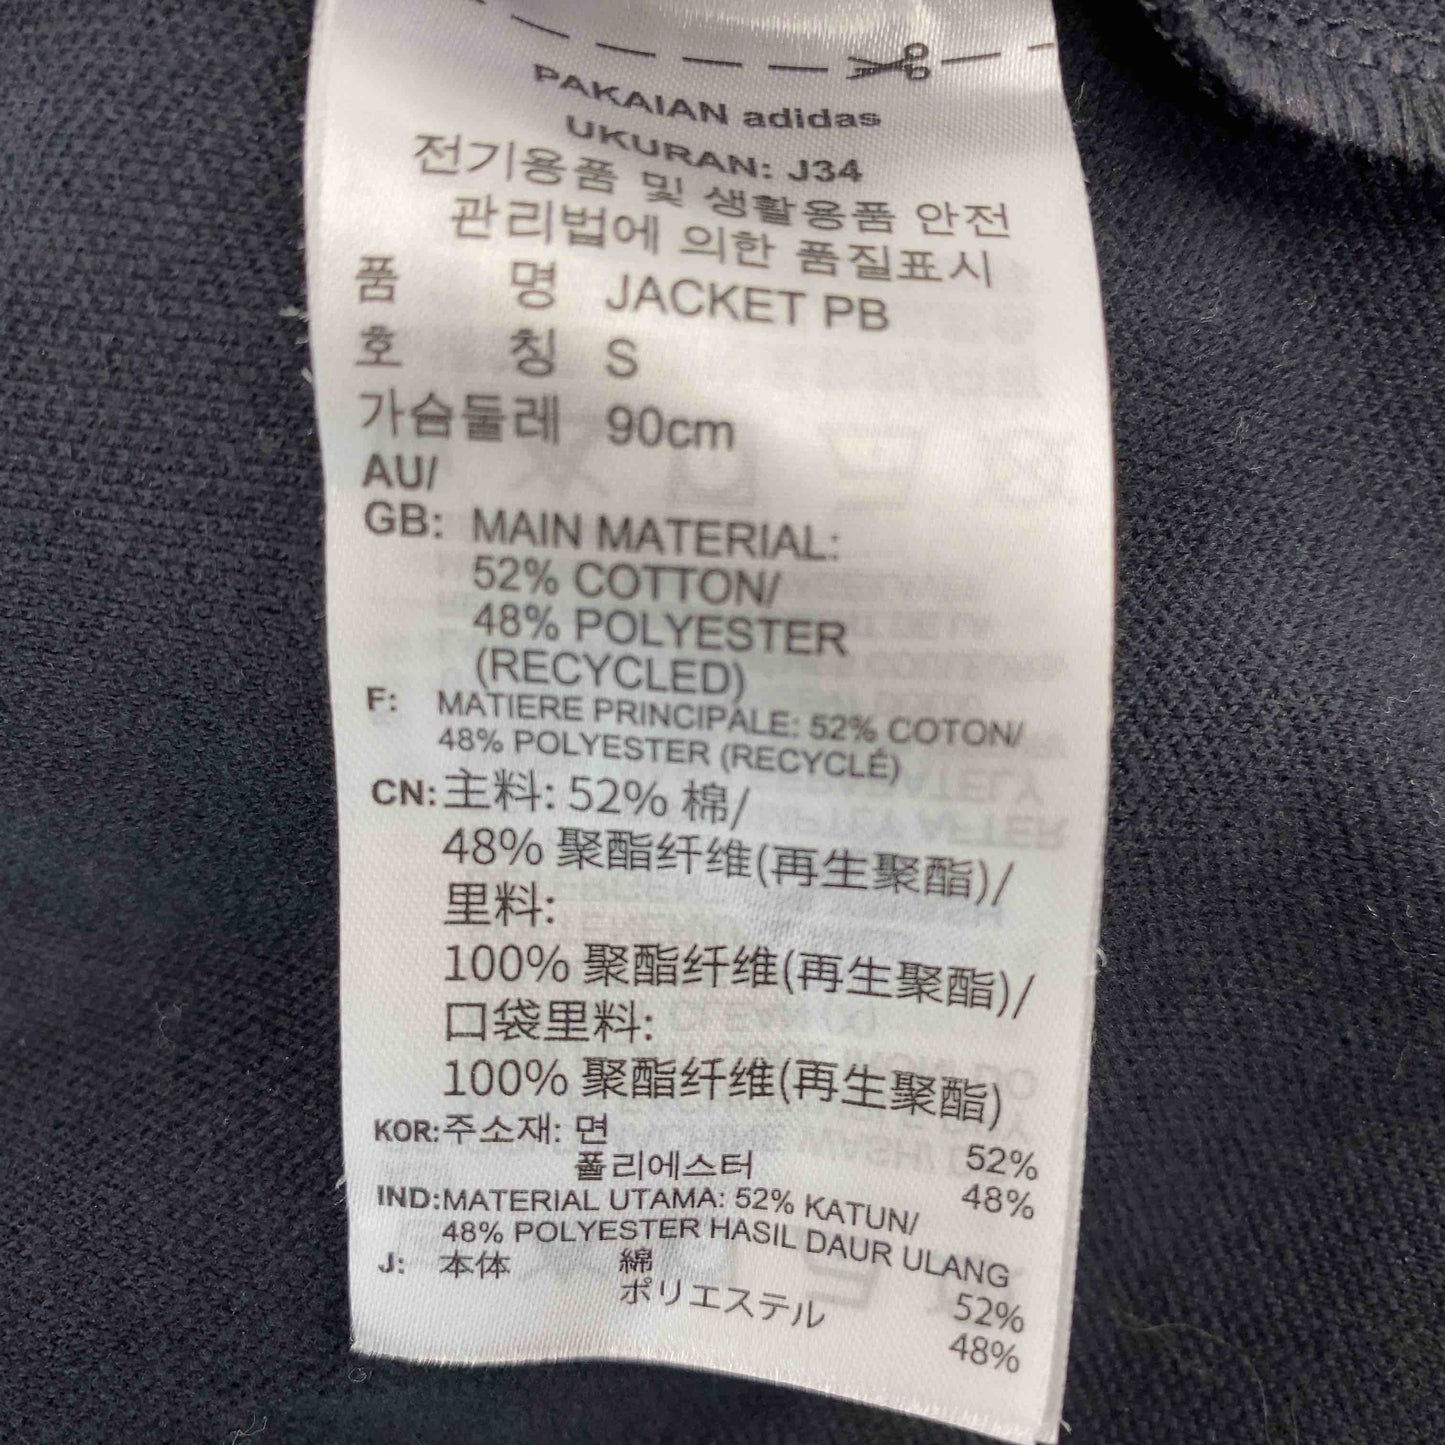 PAKAIAN adidas
UKURAN: J34
전기용품 및 생활용품 안전
관리법에 의한 품질표시
품 명 JACKET PB
호 칭 S
가슴둘레 90cm
AU/
GB: MAIN MATERIAL:
52% COTTON/
48% POLYESTER
(RECYCLED)
F: MATIERE PRINCIPALE: 52% COTON/
48% POLYESTER (RECYCLÉ)
CN: 主料: 52% 棉/
48% 聚酯纤维(再生聚酯)/
里料:
100% 聚酯纤维(再生聚酯)/
口袋里料:
100% 聚酯纤维(再生聚酯)
KOR: 주소재: 면 52%
폴리에스터 48%
IND: MATERIAL UTAMA: 52% KATUN/
48% POLYESTER HASIL DAUR ULANG
J: 本体 綿 52%
ポリエステル 48%